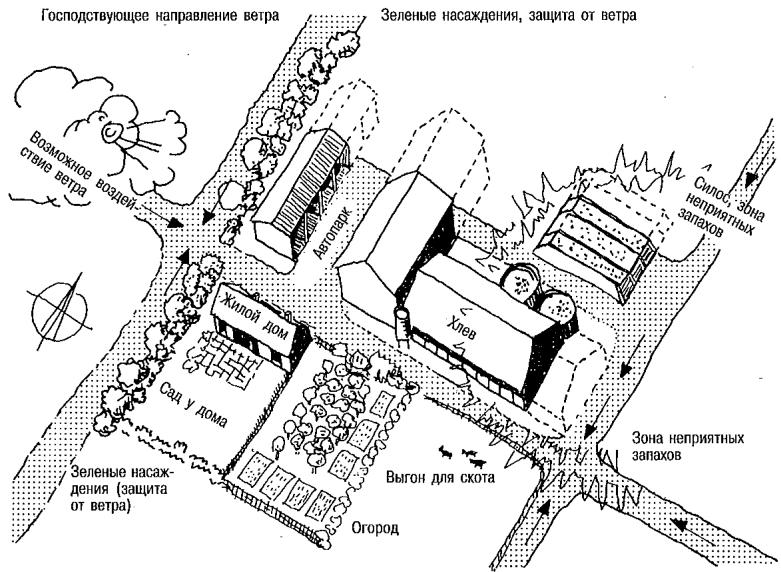 Господствующее направление ветра
Зеленые насаждения, защита от ветра
Возможное воздей-
ствие ветра
Автопарк
Силос, зона
неприятных
запахов
Жилой дом
Хлев
Сад у дома
Зеленые насаж-
дения (защита
от ветра)
Выгон для скота
Зона неприятных
запахов
Огород